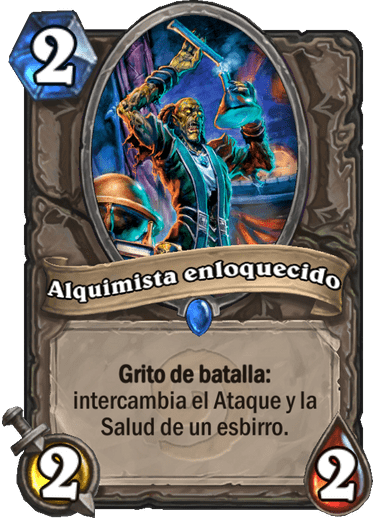 2
Alquimista enloquecido
Grito de batalla:
intercambia el Ataque y la
Salud de un esbirro.
2
2